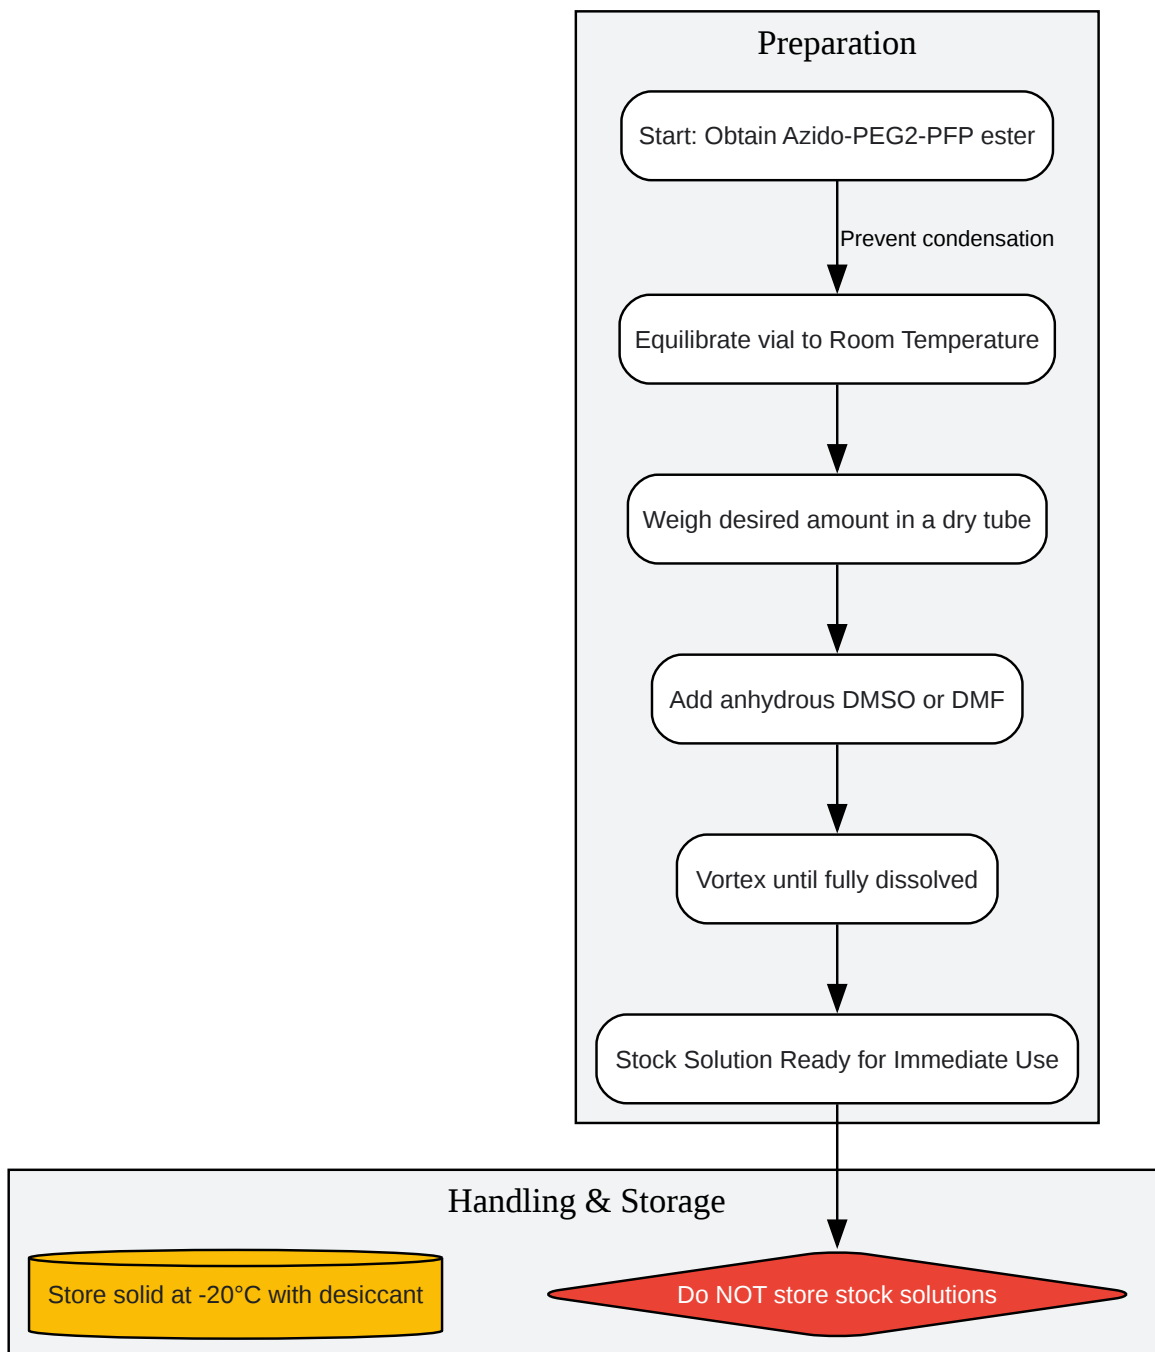 Preparation
Start: Obtain Azido-PEG2-PFP ester
Prevent condensation
Equilibrate vial to Room Temperature
Weigh desired amount in a dry tube
Add anhydrous DMSO or DMF
Vortex until fully dissolved
Stock Solution Ready for Immediate Use
Handling & Storage
Store solid at -20°C with desiccant
Do NOT store stock solutions